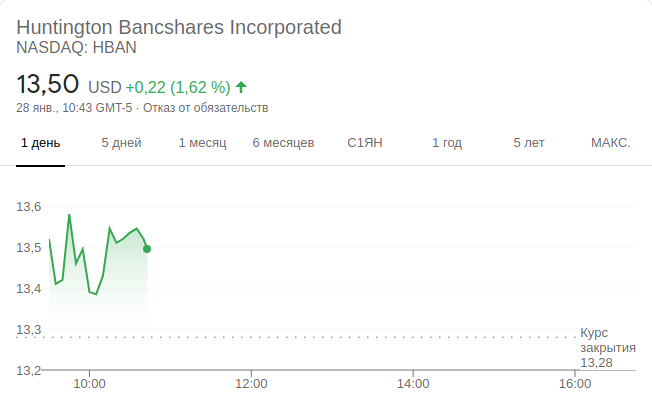 Huntington Bancshares Incorporated
NASDAQ: HBAN
13,50 USD +0,22 (1,62 %)
28 янв., 10:43 GMT-5 · Отказ от обязательств
1 день 5 дней 1 месяц 6 месяцев С1ЯН 1 год 5 лет МАКС.
13,6
13,5
13,4
13,3
Курс
закрытия
13,28
13,2
10:00 12:00 14:00 16:00